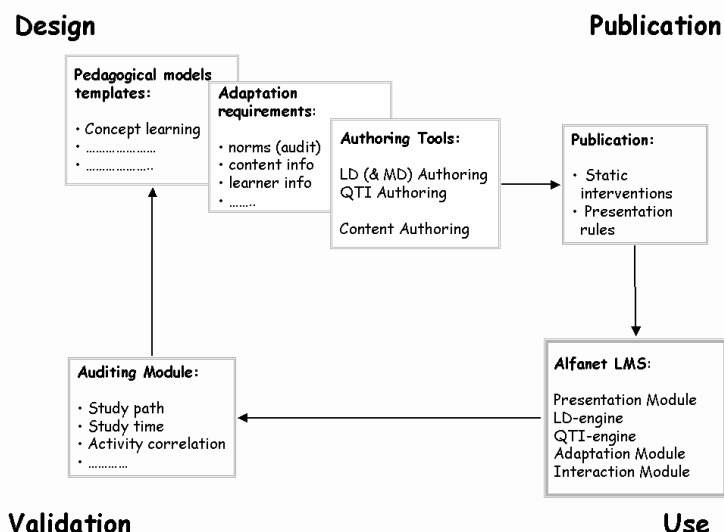 Design
Publication
Pedagogical models
templates:
• Concept learning
• .....................
• .....................
Adaptation
requirements:
• norms (audit)
• content info
• learner info
• ........
Authoring Tools:
LD (& MD) Authoring
QTI Authoring
Content Authoring
Publication:
• Static
interventions
• Presentation
rules
Auditing Module:
• Study path
• Study time
• Activity correlation
• ............
Alfanet LMS:
Presentation Module
LD-engine
QTI-engine
Adaptation Module
Interaction Module
Validation
Use